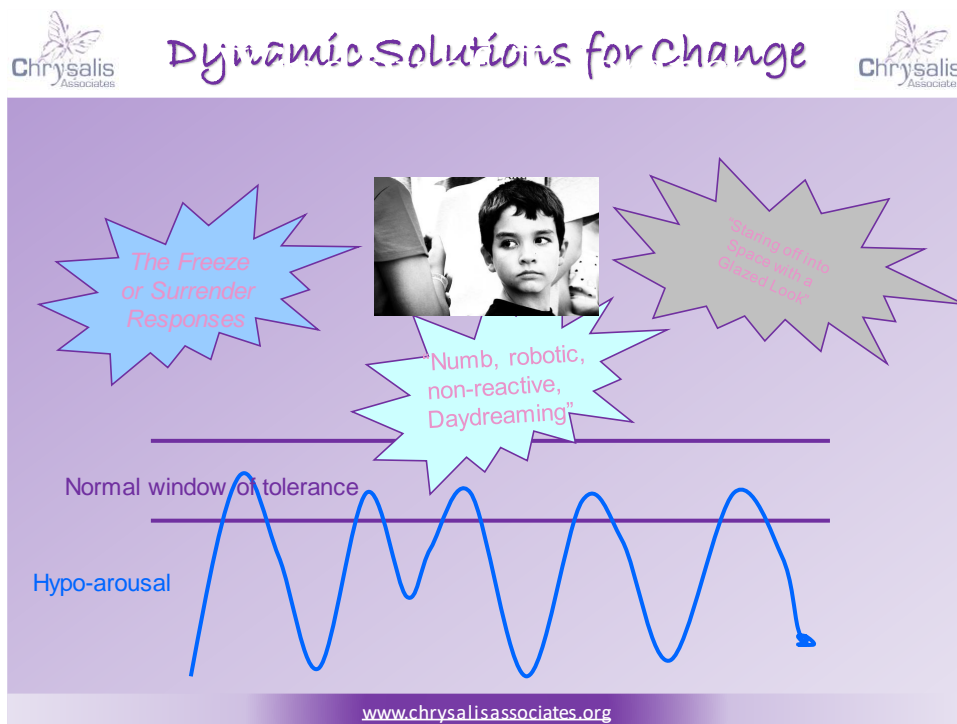 Chrysalis
Associates
Dynamic Solutions for Change
Chrysalis
Associates
The Freeze
or Surrender
Responses
"Staring off into
Space with a
Glazed Look"
"Numb, robotic,
non-reactive,
Daydreaming"
Normal window of tolerance
Hypo-arousal
www.chrysalisassociates.org